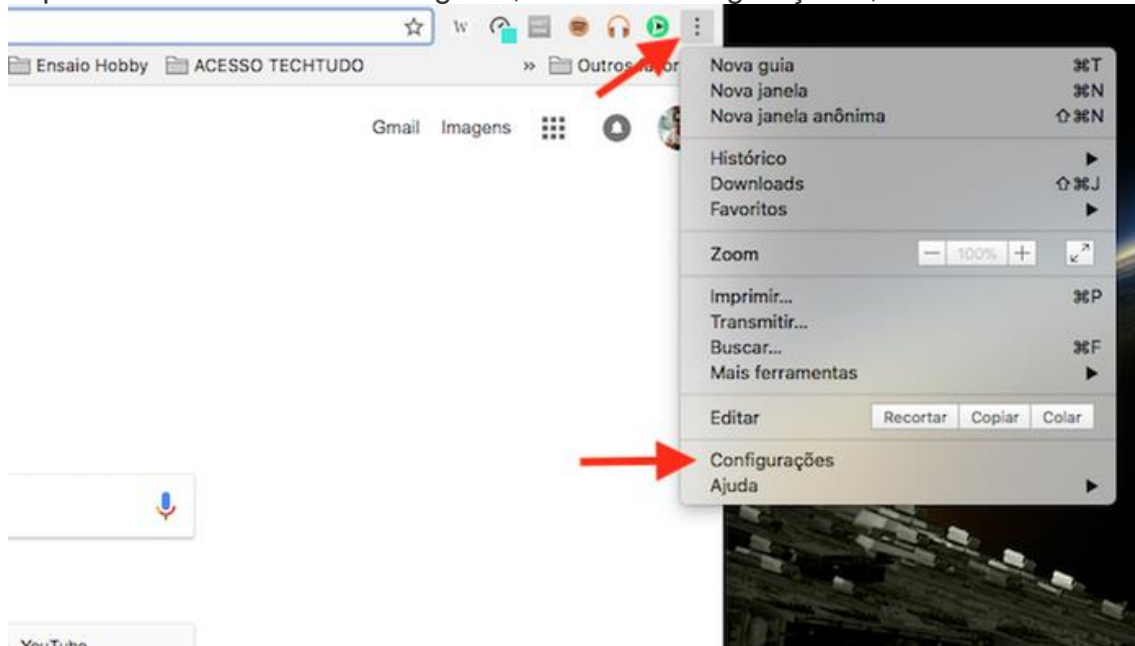 W
Ensaio Hobby ACESSO TECHTUDO » Outros
Gmail Imagens
Nova guia ⌘T
Nova janela ⌘N
Nova janela anônima ⇧⌘N
Histórico ▶
Downloads ⇧⌘J
Favoritos ▶
Zoom — 100% +
Imprimir... ⌘P
Transmitir...
Buscar... ⌘F
Mais ferramentas ▶
Editar Recortar Copiar Colar
Configurações
Ajuda ▶
YouTube